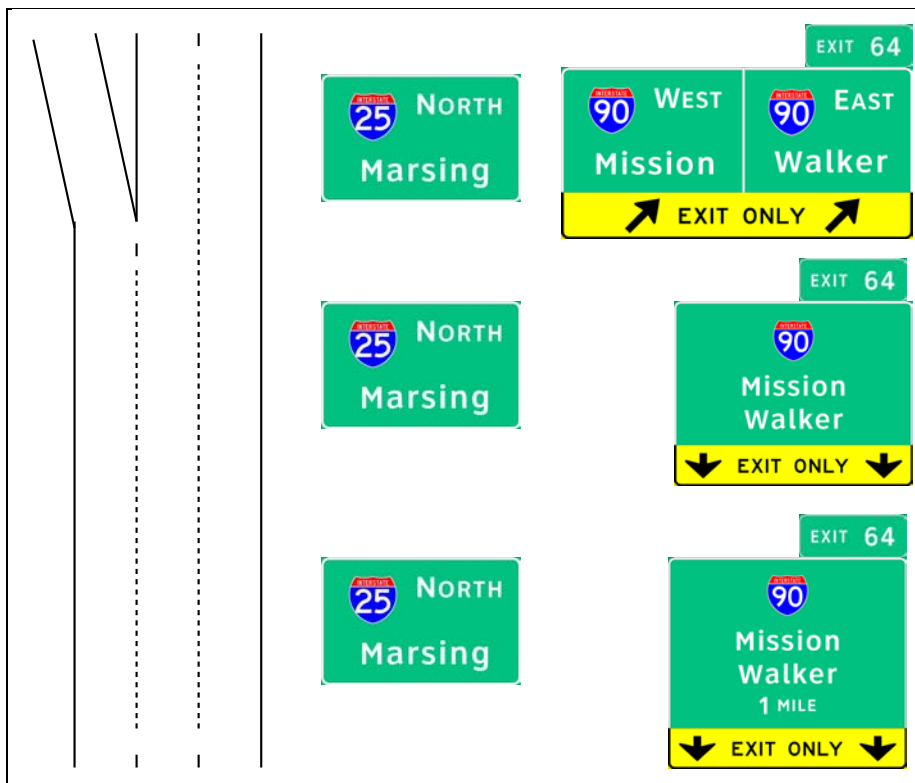 EXIT 64
INTERSTATE
25 NORTH
Marsing
INTERSTATE
90 WEST
Mission
INTERSTATE
90 EAST
Walker
EXIT ONLY
EXIT 64
INTERSTATE
25 NORTH
Marsing
INTERSTATE
90
Mission
Walker
EXIT ONLY
EXIT 64
INTERSTATE
25 NORTH
Marsing
INTERSTATE
90
Mission
Walker
1 MILE
EXIT ONLY